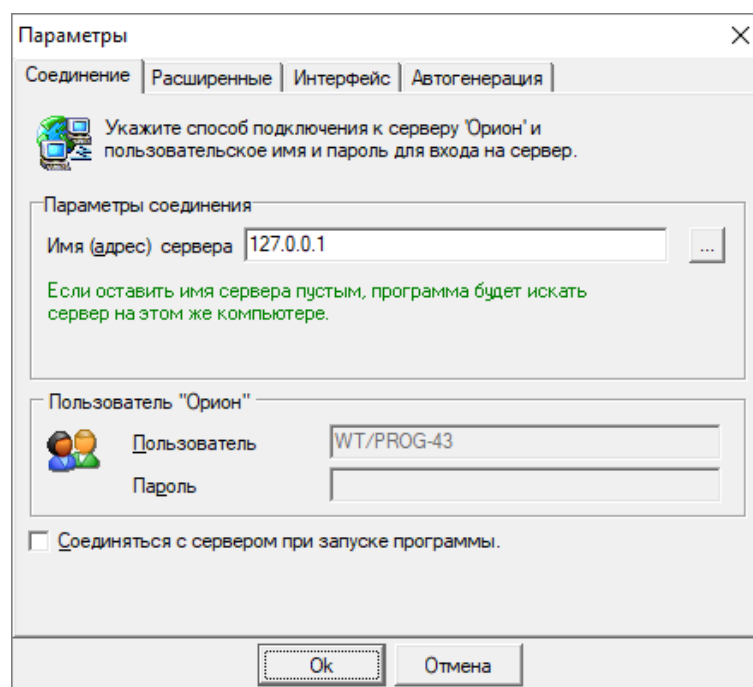 Параметры
Соединение Расширенные Интерфейс Автогенерация
Укажите способ подключения к серверу 'Орион' и
пользовательское имя и пароль для входа на сервер.
Параметры соединения
Имя (адрес) сервера 127.0.0.1 ...
Если оставить имя сервера пустым, программа будет искать
сервер на этом же компьютере.
Пользователь "Орион"
Пользователь WT/PROG-43
Пароль
Соединяться с сервером при запуске программы.
Ok Отмена